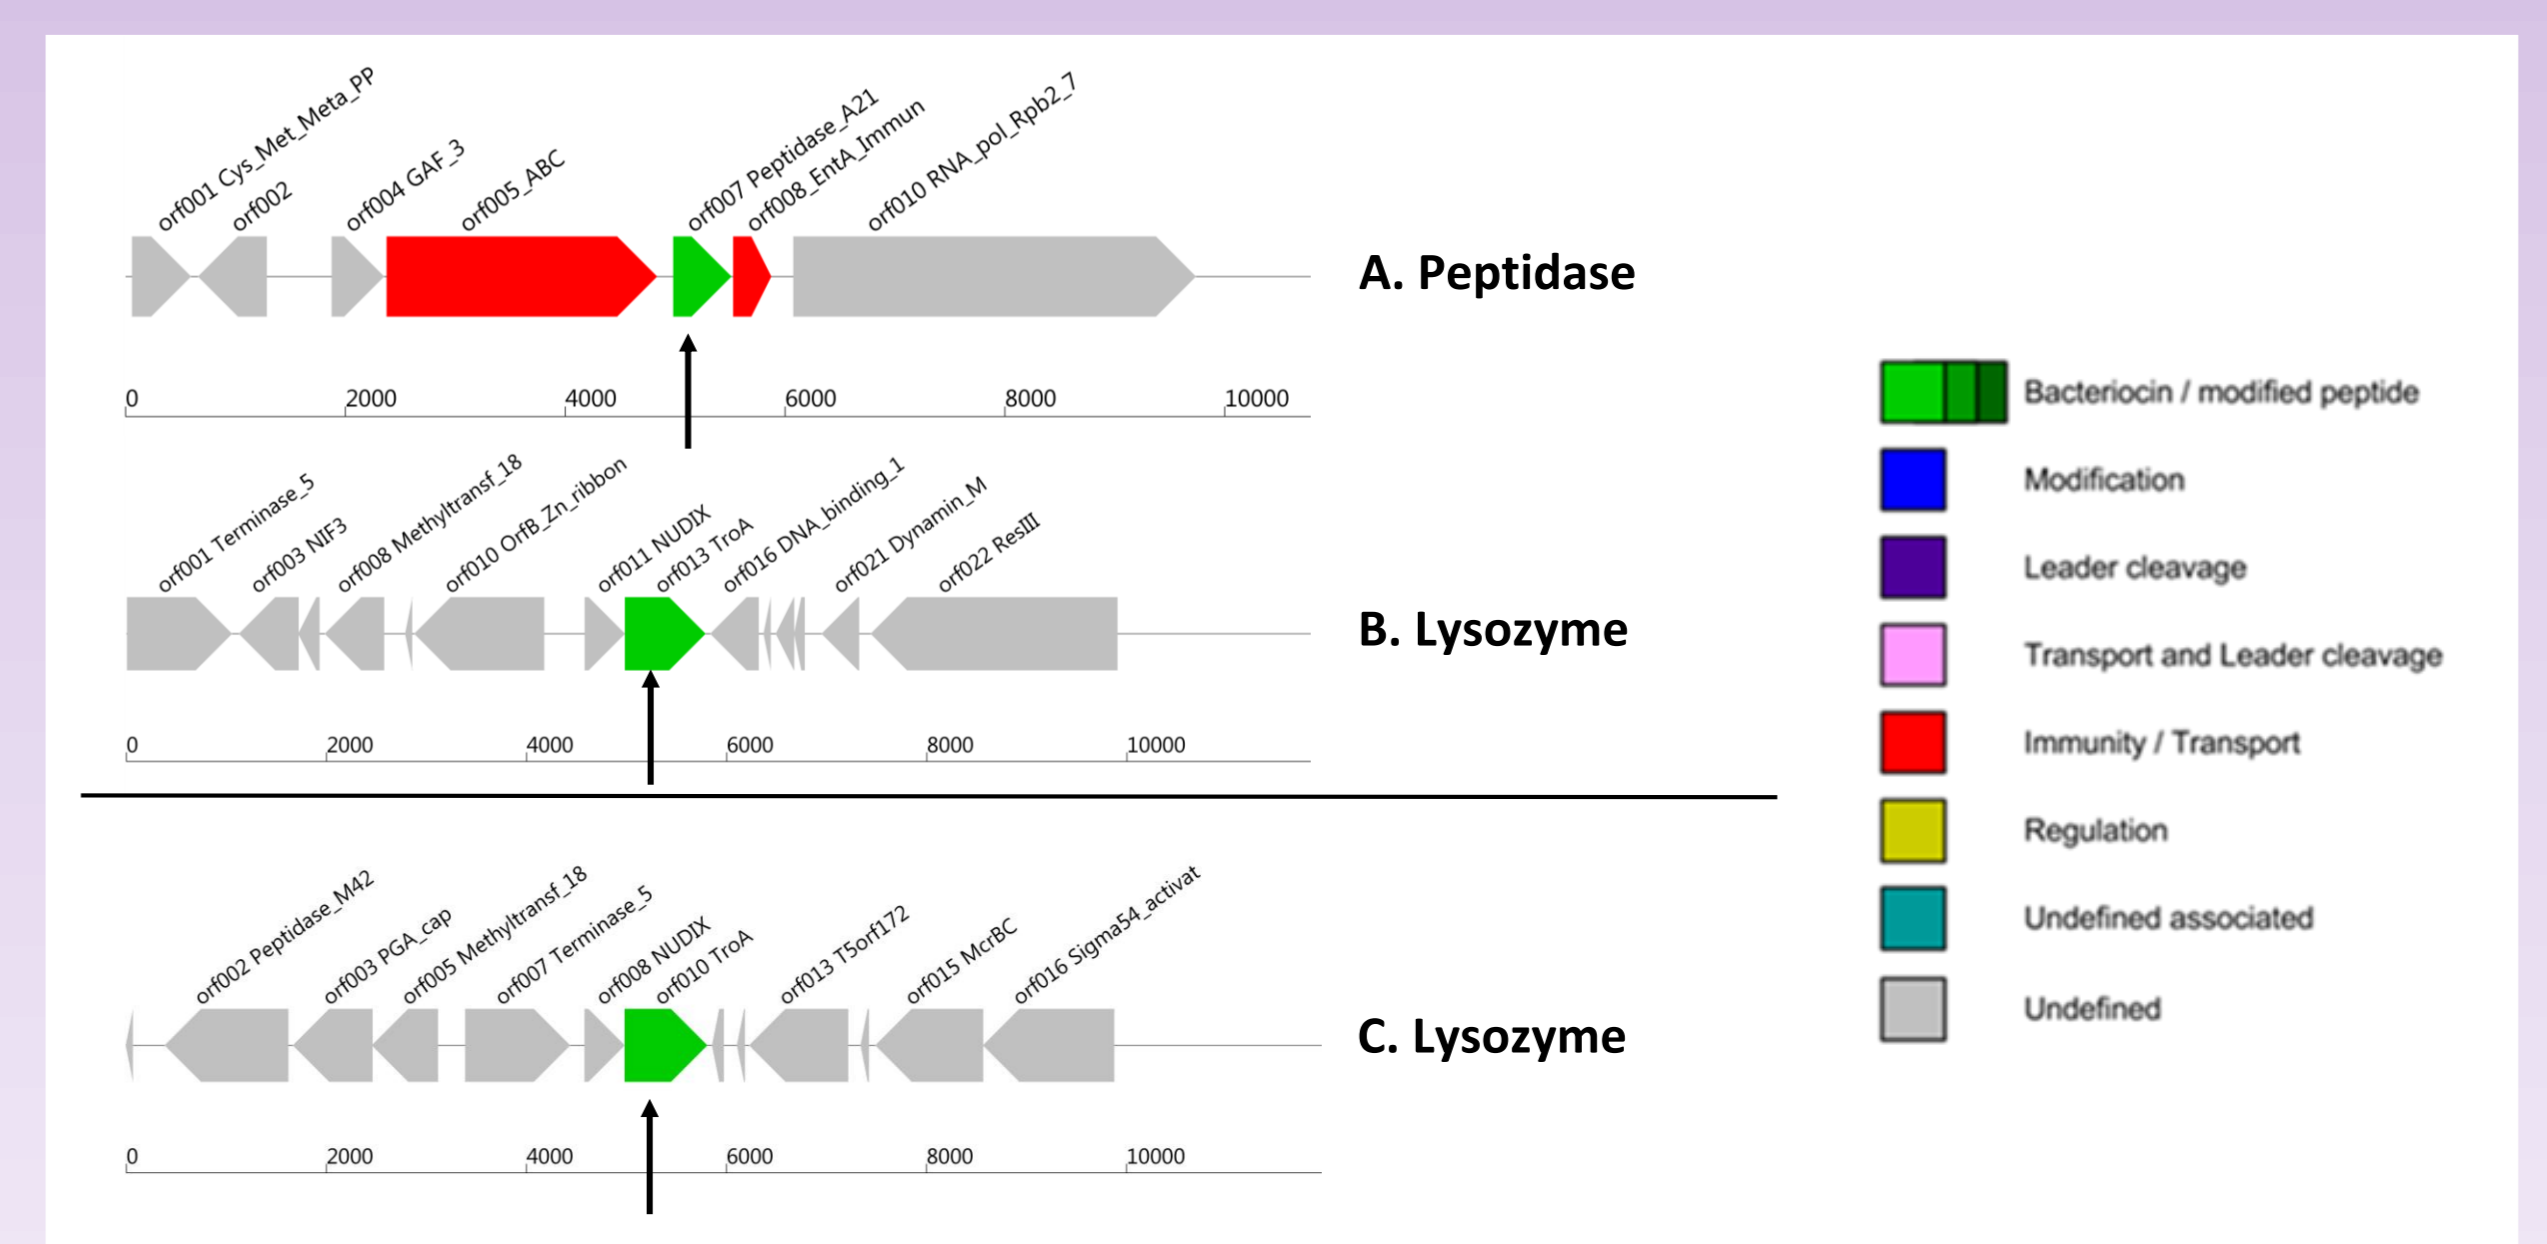 orf001 Cys_Met_Meta_PP
orf002
orf004 GAF_3
orf005_ABC
orf007 Peptidase_A21
orf008_EntA_Immun
orf010 RNA_pol_Rpb2_7
A. Peptidase
0 2000 4000 6000 8000 10000
orf001 Terminase_5
orf003 NIF3
orf008 Methyltransf_18
orf010 OrfB_Zn_ribbon
orf011 NUDIX
orf013 TroA
orf016 DNA_binding_1
orf021 Dynamin_M
orf022 ResIII
B. Lysozyme
0 2000 4000 6000 8000 10000
orf002 Peptidase_M42
orf003 PGA_cap
orf005 Methyltransf_18
orf007 Terminase_5
orf008 NUDIX
orf010 TroA
orf013 T5orf172
orf015 McrBC
orf016 Sigma54_activat
C. Lysozyme
0 2000 4000 6000 8000 10000
Bacteriocin / modified peptide
Modification
Leader cleavage
Transport and Leader cleavage
Immunity / Transport
Regulation
Undefined associated
Undefined